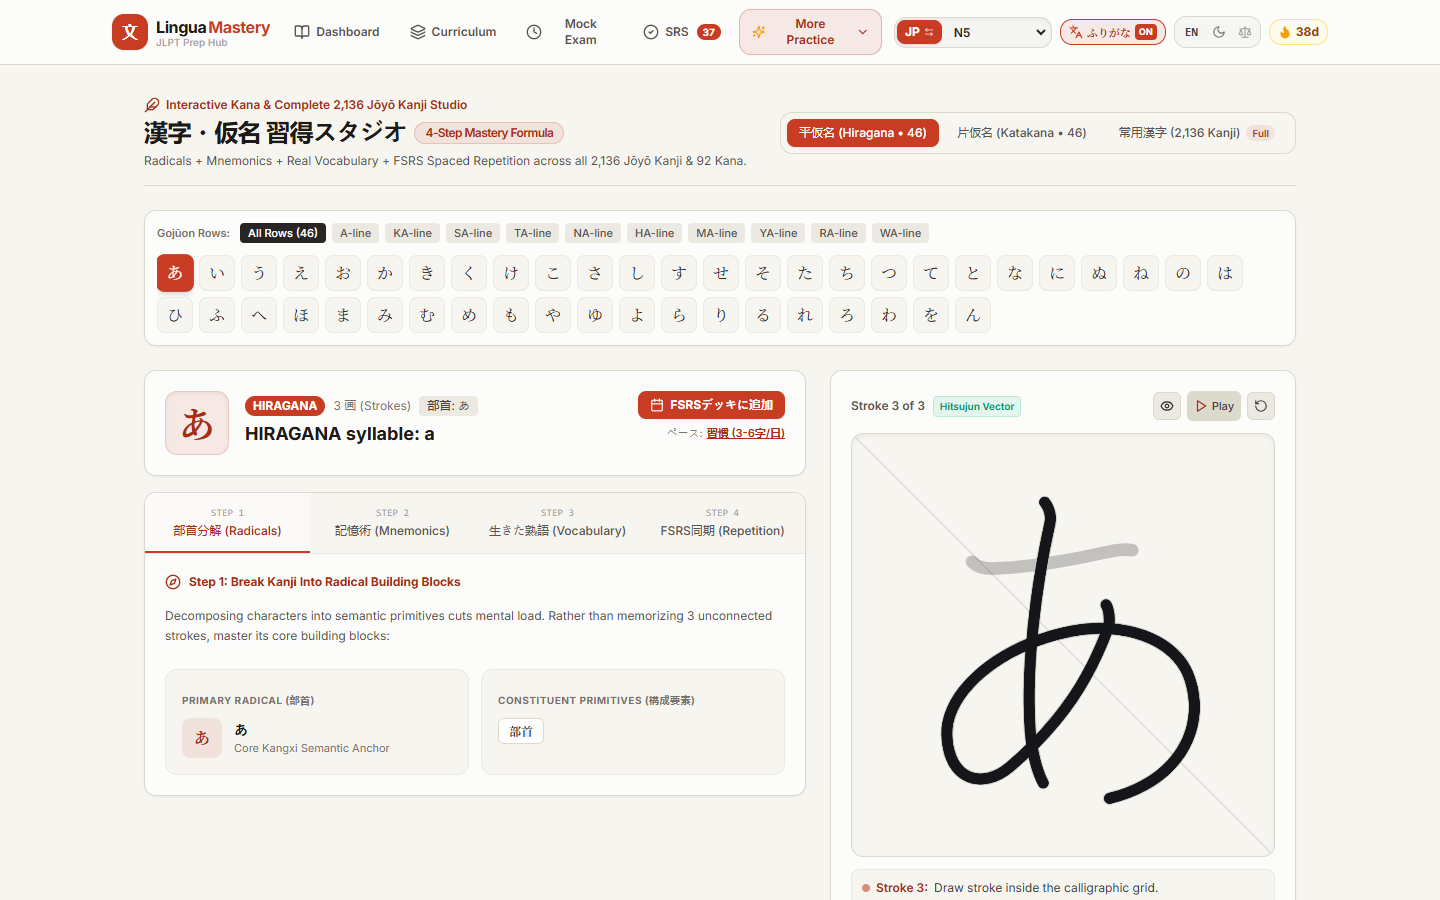 文 LinguaMastery
JLPT Prep Hub
Dashboard
Curriculum
Mock Exam
SRS 37
More Practice
JP N5
ふりがな ON
EN
38d
Interactive Kana & Complete 2,136 Jōyō Kanji Studio
漢字・仮名 習得スタジオ 4-Step Mastery Formula
Radicals + Mnemonics + Real Vocabulary + FSRS Spaced Repetition across all 2,136 Jōyō Kanji & 92 Kana.
平仮名 (Hiragana • 46) 片仮名 (Katakana • 46) 常用漢字 (2,136 Kanji) Full
Gojūon Rows: All Rows (46) A-line KA-line SA-line TA-line NA-line HA-line MA-line YA-line RA-line WA-line
あ い う え お か き く け こ さ し す せ そ た ち つ て と な に ぬ ね の は
ひ ふ へ ほ ま み む め も や ゆ よ ら り る れ ろ わ を ん
あ
HIRAGANA 3 画 (Strokes) 部首: あ
HIRAGANA syllable: a
FSRSデッキに追加
ペース: 習慣 (3-6字/日)
STEP 1
部首分解 (Radicals)
STEP 2
記憶術 (Mnemonics)
STEP 3
生きた熟語 (Vocabulary)
STEP 4
FSRS同期 (Repetition)
Step 1: Break Kanji Into Radical Building Blocks
Decomposing characters into semantic primitives cuts mental load. Rather than memorizing 3 unconnected
strokes, master its core building blocks:
PRIMARY RADICAL (部首)
あ
あ
Core Kangxi Semantic Anchor
CONSTITUENT PRIMITIVES (構成要素)
部首
Stroke 3 of 3 Hitsujun Vector
Play
あ
Stroke 3: Draw stroke inside the calligraphic grid.